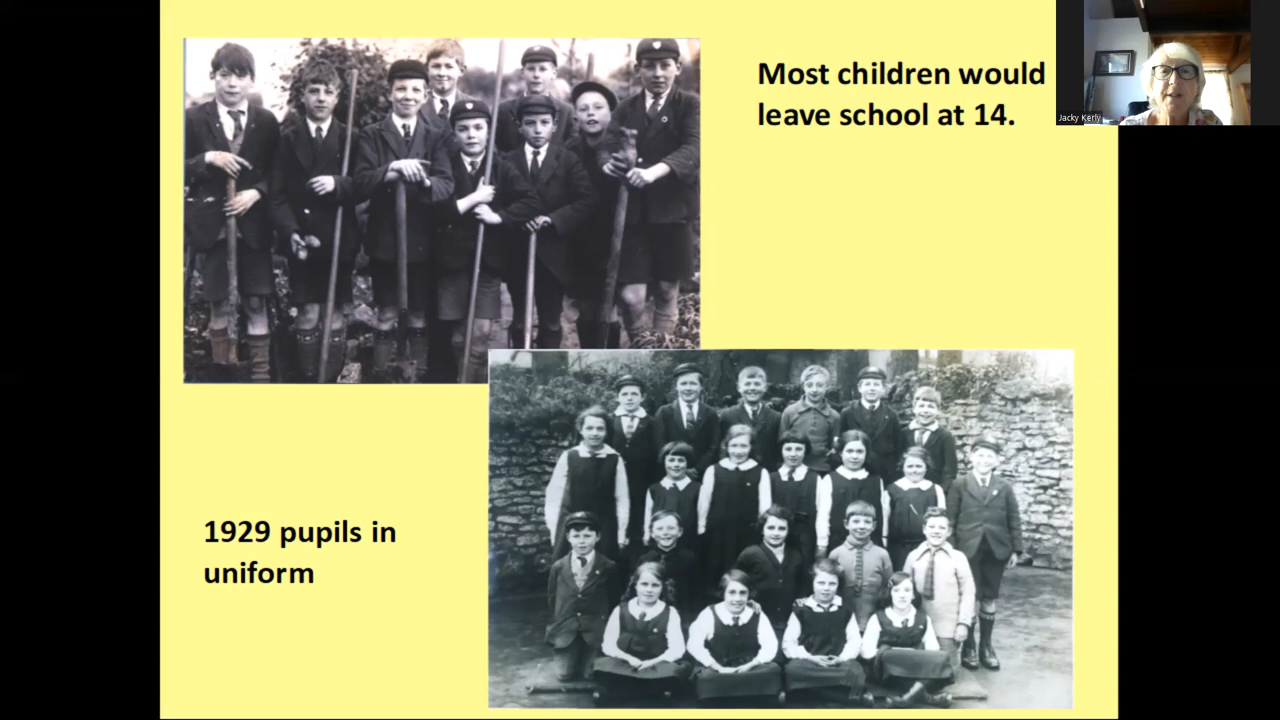 Most children would
leave school at 14.
Jacky Kerly
1929 pupils in
uniform